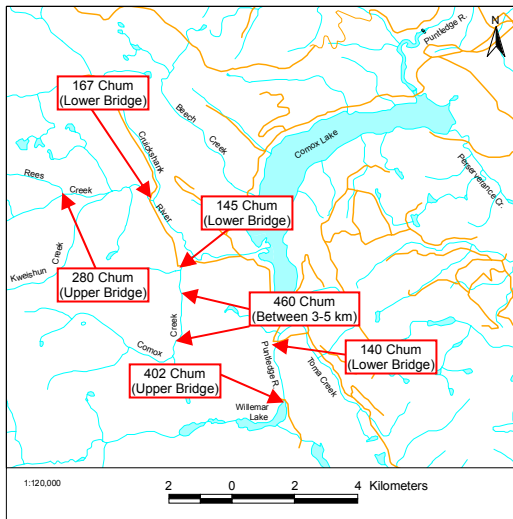 Puntledge R.
N
167 Chum
(Lower Bridge)
Beech
Creek
Cruickshank
River
Comox Lake
Perserverance Cr.
Rees
Creek
145 Chum
(Lower Bridge)
Kweishun
Creek
280 Chum
(Upper Bridge)
460 Chum
(Between 3-5 km)
Creek
Comox
140 Chum
(Lower Bridge)
Puntledge R.
Toma Creek
402 Chum
(Upper Bridge)
Willemar
Lake
1:120,000
2 0 2 4 Kilometers